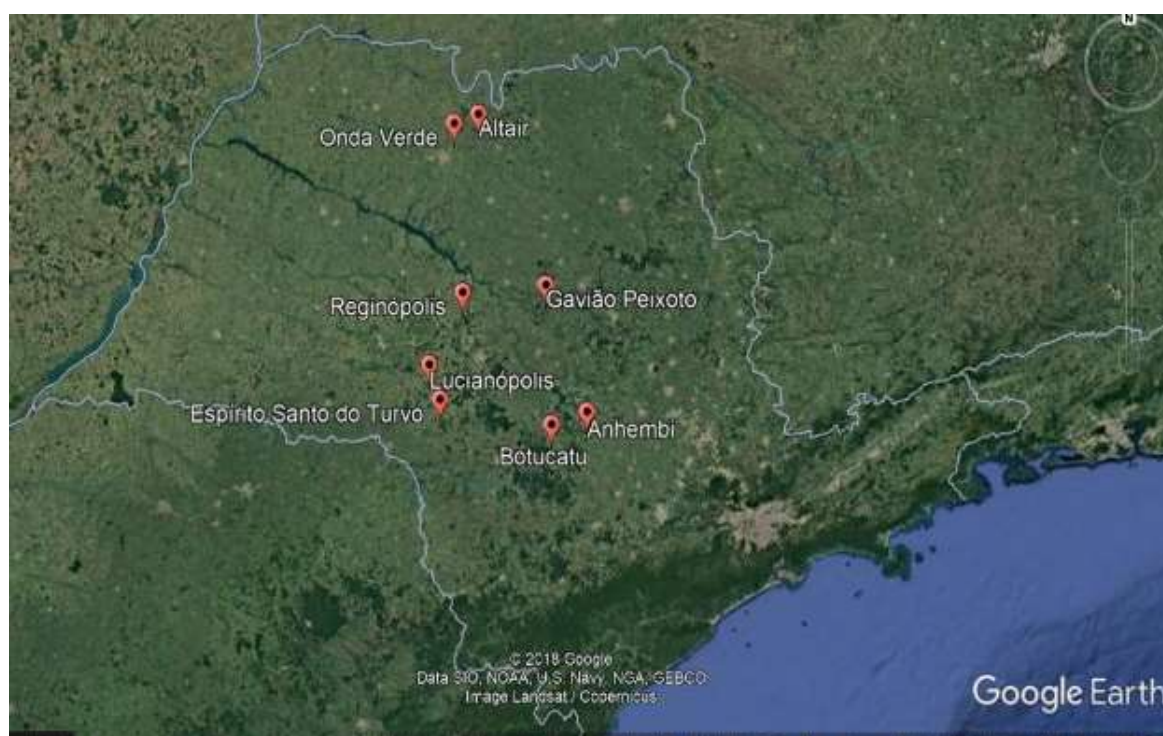 N
Altair
Onda Verde
Gavião Peixoto
Reginópolis
Lucianópolis
Espírito Santo do Turvo
Anhembi
Botucatu
© 2018 Google
Data SIO, NOAA, U.S. Navy, NGA, GEBCO
Image Landsat / Copernicus
Google Earth